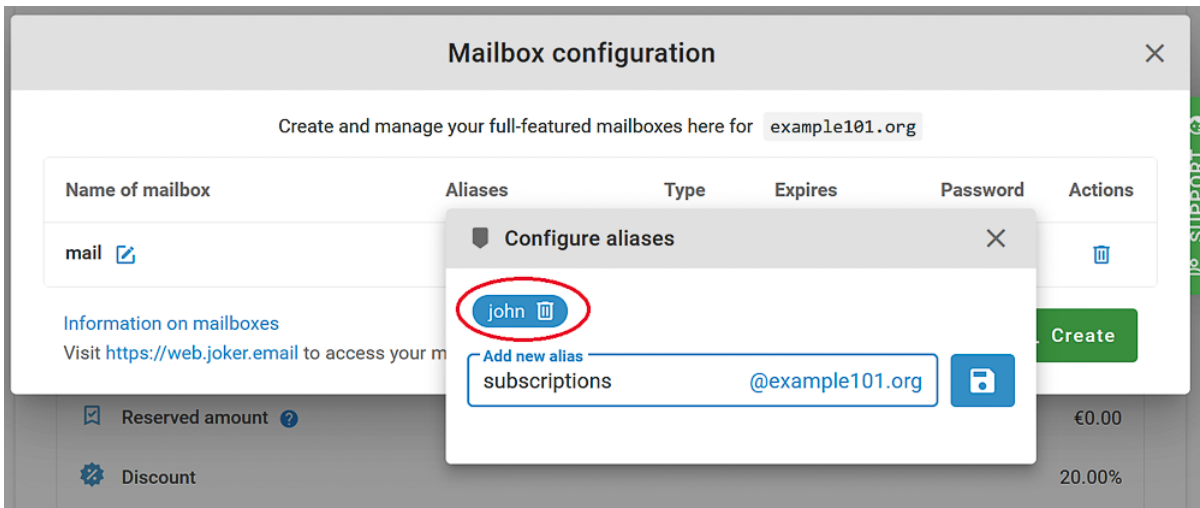 Mailbox configuration
Create and manage your full-featured mailboxes here for example101.org
Name of mailbox Aliases Type Expires Password Actions
mail
Configure aliases
john
Add new alias
subscriptions @example101.org
Information on mailboxes
Visit https://web.joker.email to access your
Create
SUPPORT
Reserved amount ? €0.00
Discount 20.00%